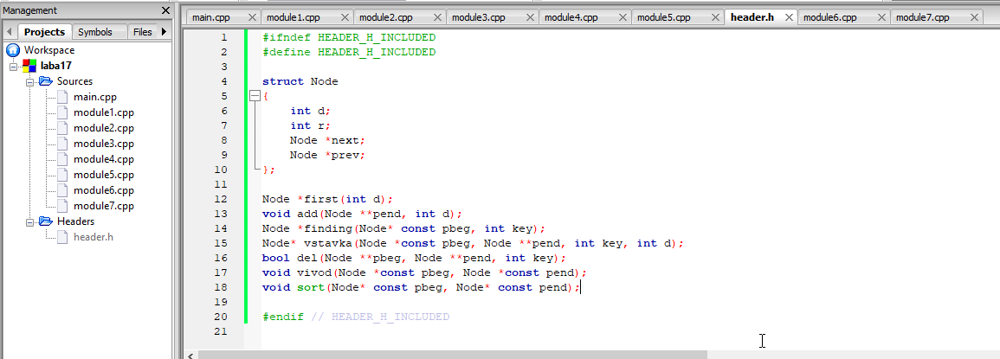 Management
main.cpp module1.cpp module2.cpp module3.cpp module4.cpp module5.cpp header.h module6.cpp module7.cpp
Projects Symbols Files
Workspace
laba17
Sources
main.cpp
module1.cpp
module2.cpp
module3.cpp
module4.cpp
module5.cpp
module6.cpp
module7.cpp
Headers
header.h
1 #ifndef HEADER_H_INCLUDED
2 #define HEADER_H_INCLUDED
3
4 struct Node
5 {
6 int d;
7 int r;
8 Node *next;
9 Node *prev;
10 };
11
12 Node *first(int d);
13 void add(Node **pend, int d);
14 Node *finding(Node* const pbeg, int key);
15 Node* vstavka(Node *const pbeg, Node **pend, int key, int d);
16 bool del(Node **pbeg, Node **pend, int key);
17 void vivod(Node *const pbeg, Node *const pend);
18 void sort(Node* const pbeg, Node* const pend);
19
20 #endif // HEADER_H_INCLUDED
21